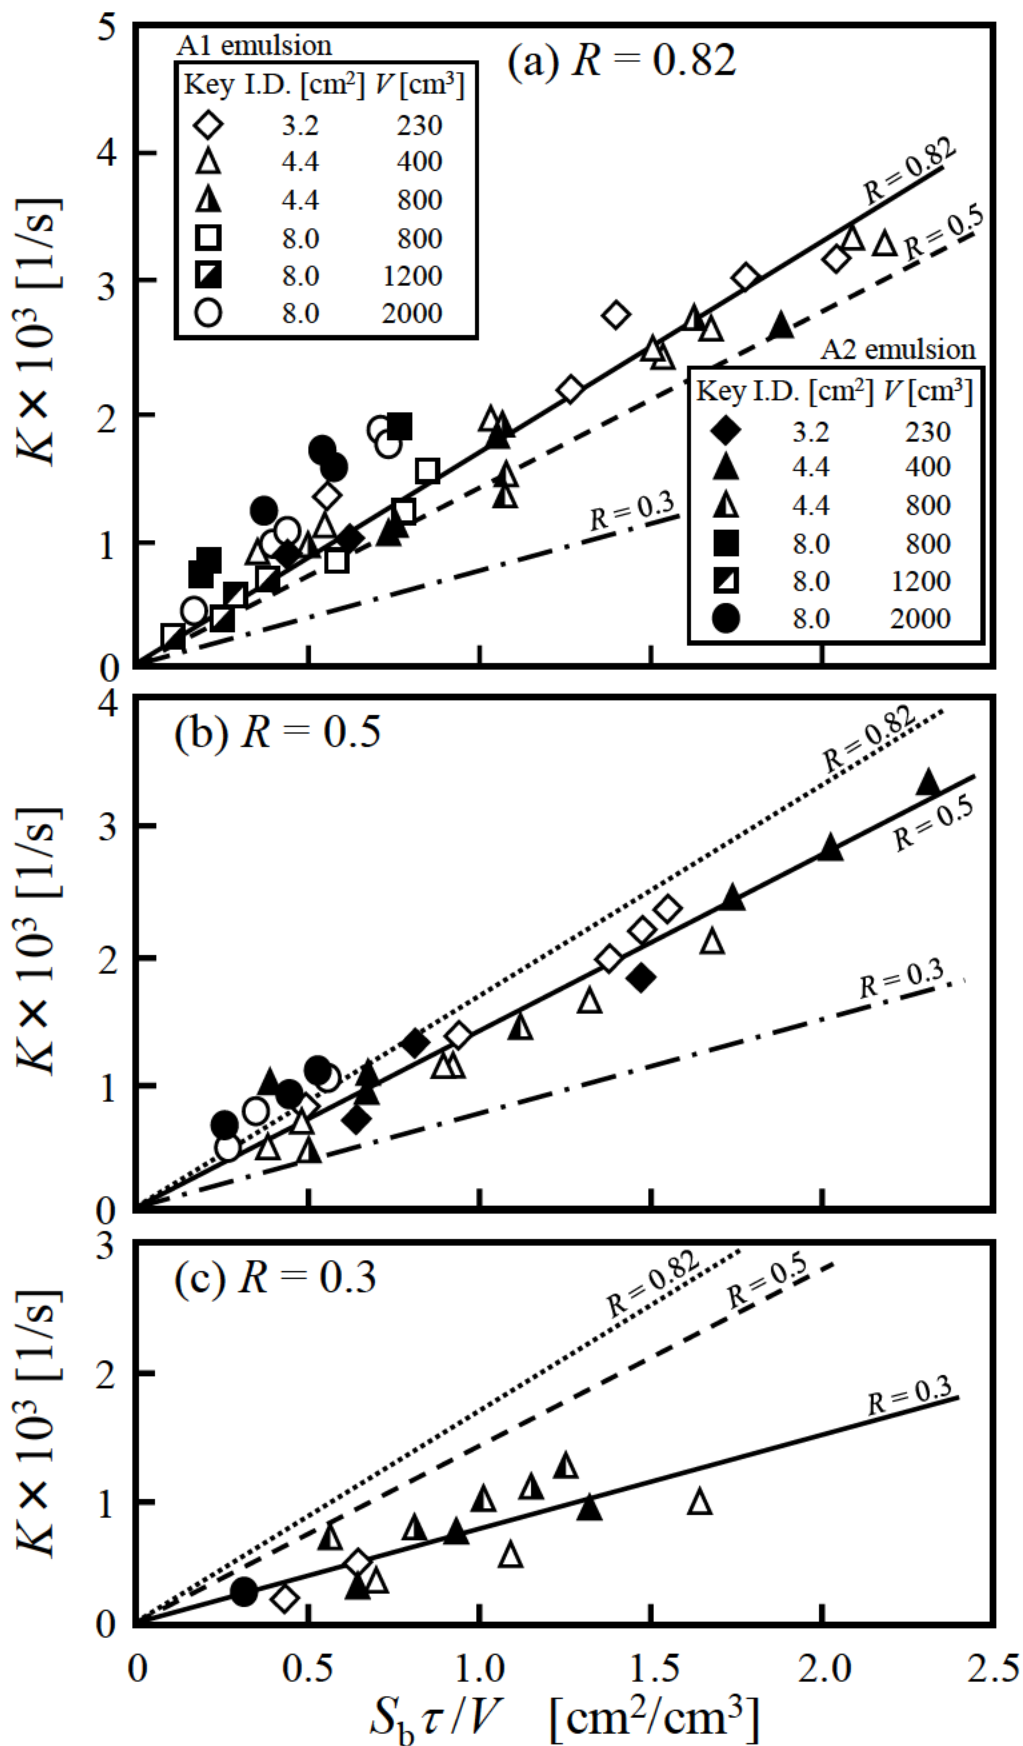 5
4
3
2
1
0
K × 10³ [1/s]
A1 emulsion
Key I.D. [cm²] V [cm³]
3.2 230
4.4 400
4.4 800
8.0 800
8.0 1200
8.0 2000
(a) R = 0.82
R = 0.82
R = 0.5
R = 0.3
A2 emulsion
Key I.D. [cm²] V [cm³]
3.2 230
4.4 400
4.4 800
8.0 800
8.0 1200
8.0 2000
4
3
2
1
0
K × 10³ [1/s]
(b) R = 0.5
R = 0.82
R = 0.5
R = 0.3
3
2
1
0
K × 10³ [1/s]
(c) R = 0.3
R = 0.82
R = 0.5
R = 0.3
0 0.5 1.0 1.5 2.0 2.5
S_b τ/V [cm²/cm³]